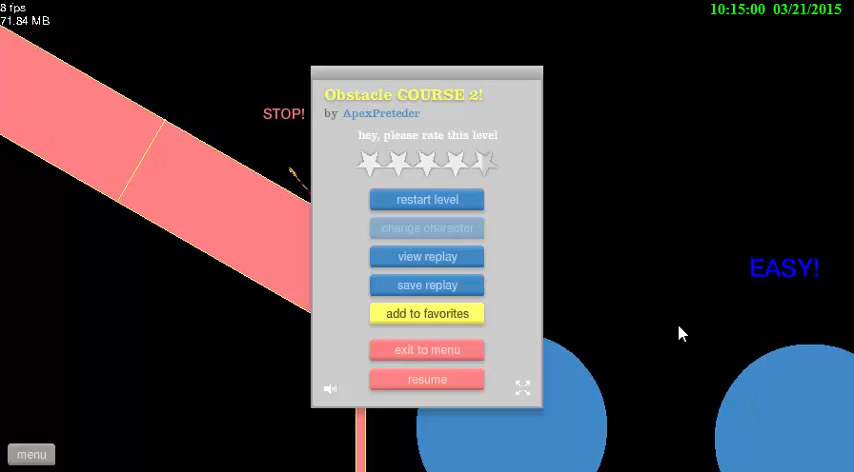 8 fps
71.84 MB
10:15:00 03/21/2015
Obstacle COURSE 2!
by ApexPreteder
STOP!
hey, please rate this level
restart level
change character
view replay
EASY!
save replay
add to favorites
exit to menu
resume
menu